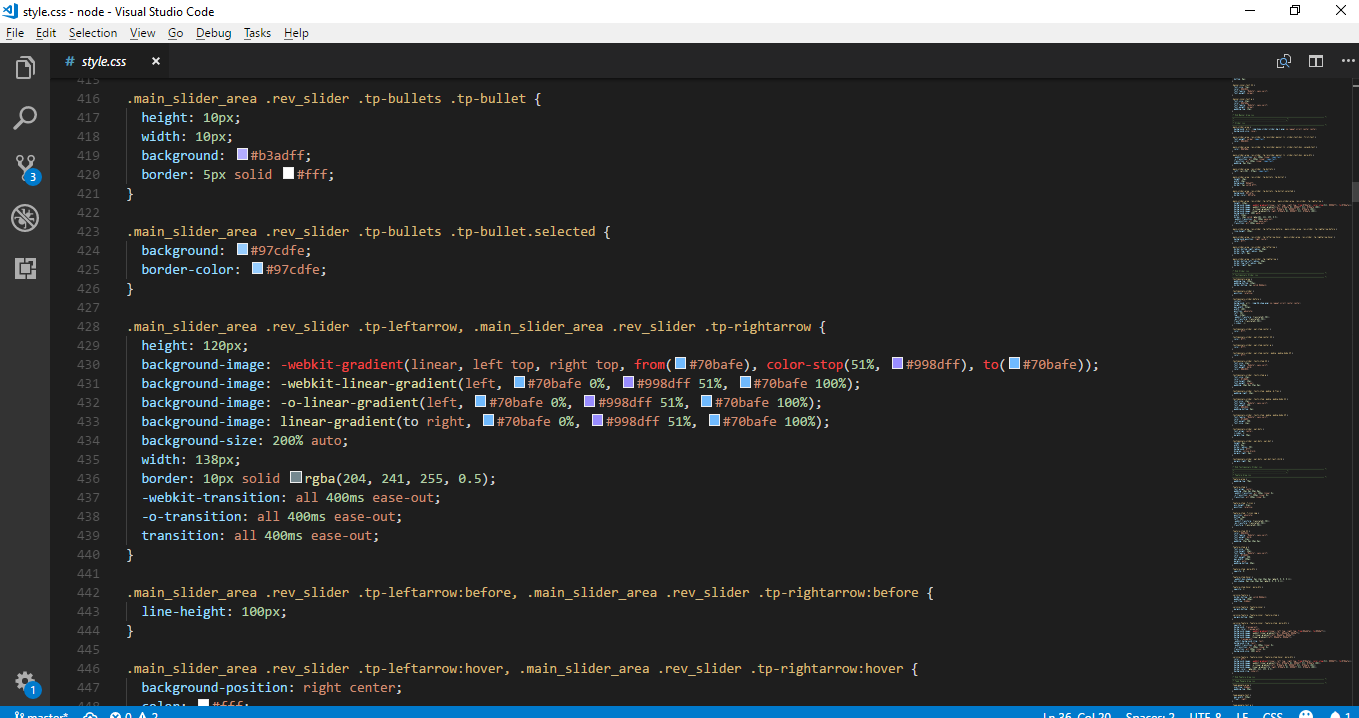 style.css - node - Visual Studio Code
File Edit Selection View Go Debug Tasks Help
# style.css
415
416 .main_slider_area .rev_slider .tp-bullets .tp-bullet {
417 height: 10px;
418 width: 10px;
419 background: #b3adff;
420 border: 5px solid #fff;
421 }
422
423 .main_slider_area .rev_slider .tp-bullets .tp-bullet.selected {
424 background: #97cdfe;
425 border-color: #97cdfe;
426 }
427
428 .main_slider_area .rev_slider .tp-leftarrow, .main_slider_area .rev_slider .tp-rightarrow {
429 height: 120px;
430 background-image: -webkit-gradient(linear, left top, right top, from(#70bafe), color-stop(51%, #998dff), to(#70bafe));
431 background-image: -webkit-linear-gradient(left, #70bafe 0%, #998dff 51%, #70bafe 100%);
432 background-image: -o-linear-gradient(left, #70bafe 0%, #998dff 51%, #70bafe 100%);
433 background-image: linear-gradient(to right, #70bafe 0%, #998dff 51%, #70bafe 100%);
434 background-size: 200% auto;
435 width: 138px;
436 border: 10px solid rgba(204, 241, 255, 0.5);
437 -webkit-transition: all 400ms ease-out;
438 -o-transition: all 400ms ease-out;
439 transition: all 400ms ease-out;
440 }
441
442 .main_slider_area .rev_slider .tp-leftarrow:before, .main_slider_area .rev_slider .tp-rightarrow:before {
443 line-height: 100px;
444 }
445
446 .main_slider_area .rev_slider .tp-leftarrow:hover, .main_slider_area .rev_slider .tp-rightarrow:hover {
447 background-position: right center;
448 color: #fff;
3
1
master* 0 2 Ln 36, Col 20 Spaces: 2 UTF-8 LF CSS 1